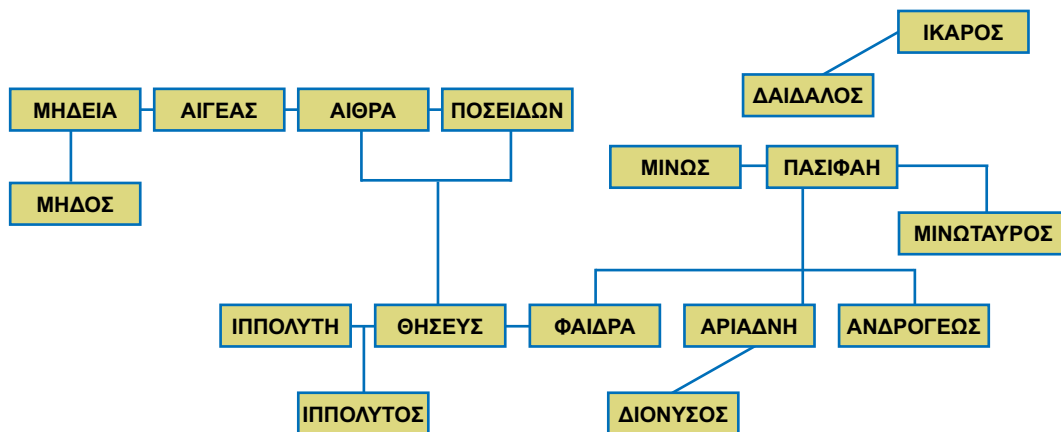 ΙΚΑΡΟΣ
ΔΑΙΔΑΛΟΣ
ΜΗΔΕΙΑ ΑΙΓΕΑΣ ΑΙΘΡΑ ΠΟΣΕΙΔΩΝ
ΜΙΝΩΣ ΠΑΣΙΦΑΗ
ΜΗΔΟΣ
ΜΙΝΩΤΑΥΡΟΣ
ΙΠΠΟΛΥΤΗ ΘΗΣΕΥΣ ΦΑΙΔΡΑ ΑΡΙΑΔΝΗ ΑΝΔΡΟΓΕΩΣ
ΙΠΠΟΛΥΤΟΣ ΔΙΟΝΥΣΟΣ